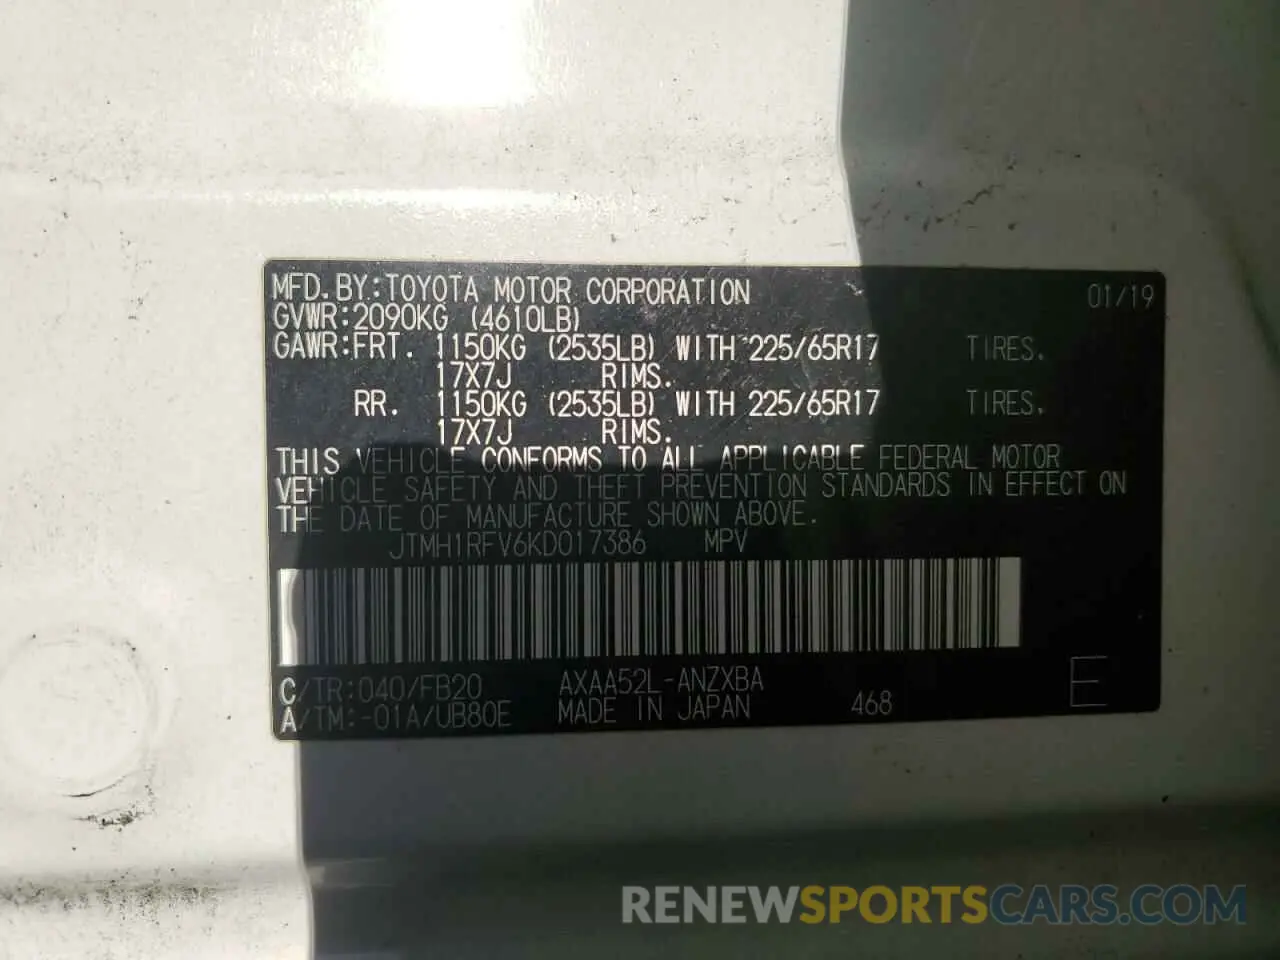 MFD.BY:TOYOTA MOTOR CORPORATION 01/19
GVWR:2090KG (4610LB)
GAWR:FRT. 1150KG (2535LB) WITH 225/65R17 TIRES.
17X7J RIMS.
RR. 1150KG (2535LB) WITH 225/65R17 TIRES.
17X7J RIMS.
THIS VEHICLE CONFORMS TO ALL APPLICABLE FEDERAL MOTOR
VEHICLE SAFETY AND THEFT PREVENTION STANDARDS IN EFFECT ON
THE DATE OF MANUFACTURE SHOWN ABOVE.
JTMH1RFV6KD017386 MPV
C/TR:040/FB20 AXAA52L-ANZXBA
A/TM:-01A/UB80E MADE IN JAPAN 468 E
RENEWSPORTSCARS.COM